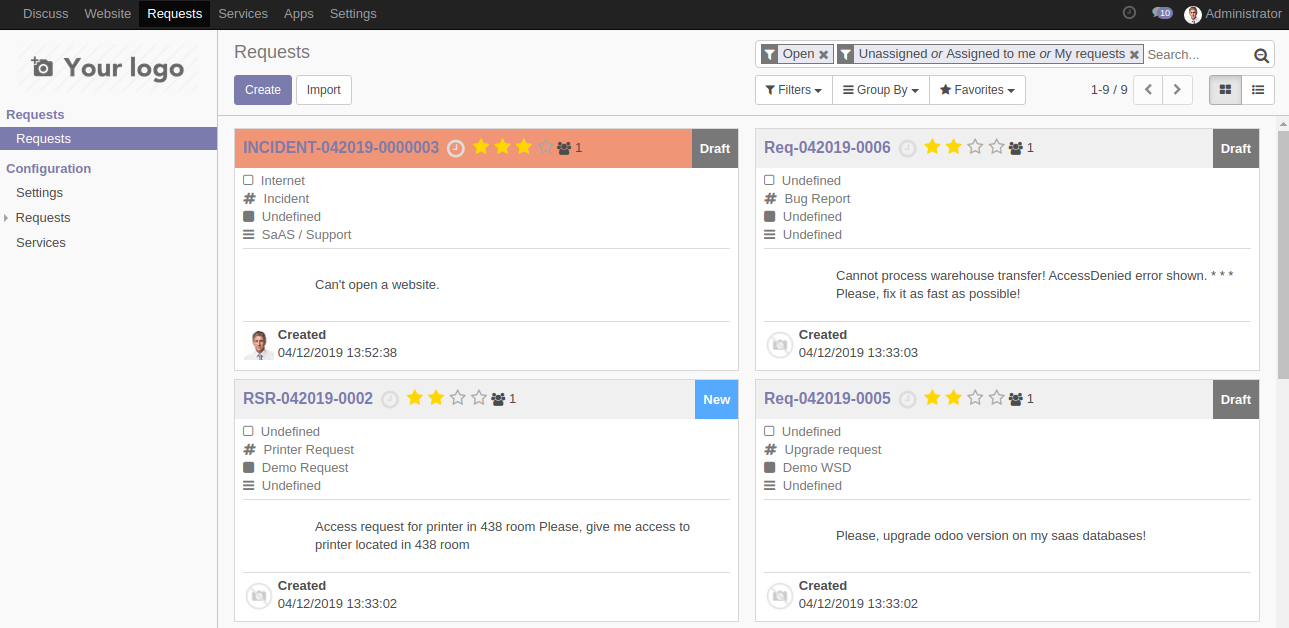 Discuss Website Requests Services Apps Settings 10 Administrator
Your logo
Requests
Requests
Configuration
Settings
Requests
Services
Requests
Open Unassigned or Assigned to me or My requests Search...
Create Import
Filters Group By Favorites 1-9 / 9
INCIDENT-042019-0000003 1 Draft
Internet
# Incident
Undefined
SaAS / Support
Can't open a website.
Created
04/12/2019 13:52:38
Req-042019-0006 1 Draft
Undefined
# Bug Report
Undefined
Undefined
Cannot process warehouse transfer! AccessDenied error shown. * * *
Please, fix it as fast as possible!
Created
04/12/2019 13:33:03
RSR-042019-0002 1 New
Undefined
# Printer Request
Demo Request
Undefined
Access request for printer in 438 room Please, give me access to
printer located in 438 room
Created
04/12/2019 13:33:02
Req-042019-0005 1 Draft
Undefined
# Upgrade request
Demo WSD
Undefined
Please, upgrade odoo version on my saas databases!
Created
04/12/2019 13:33:02